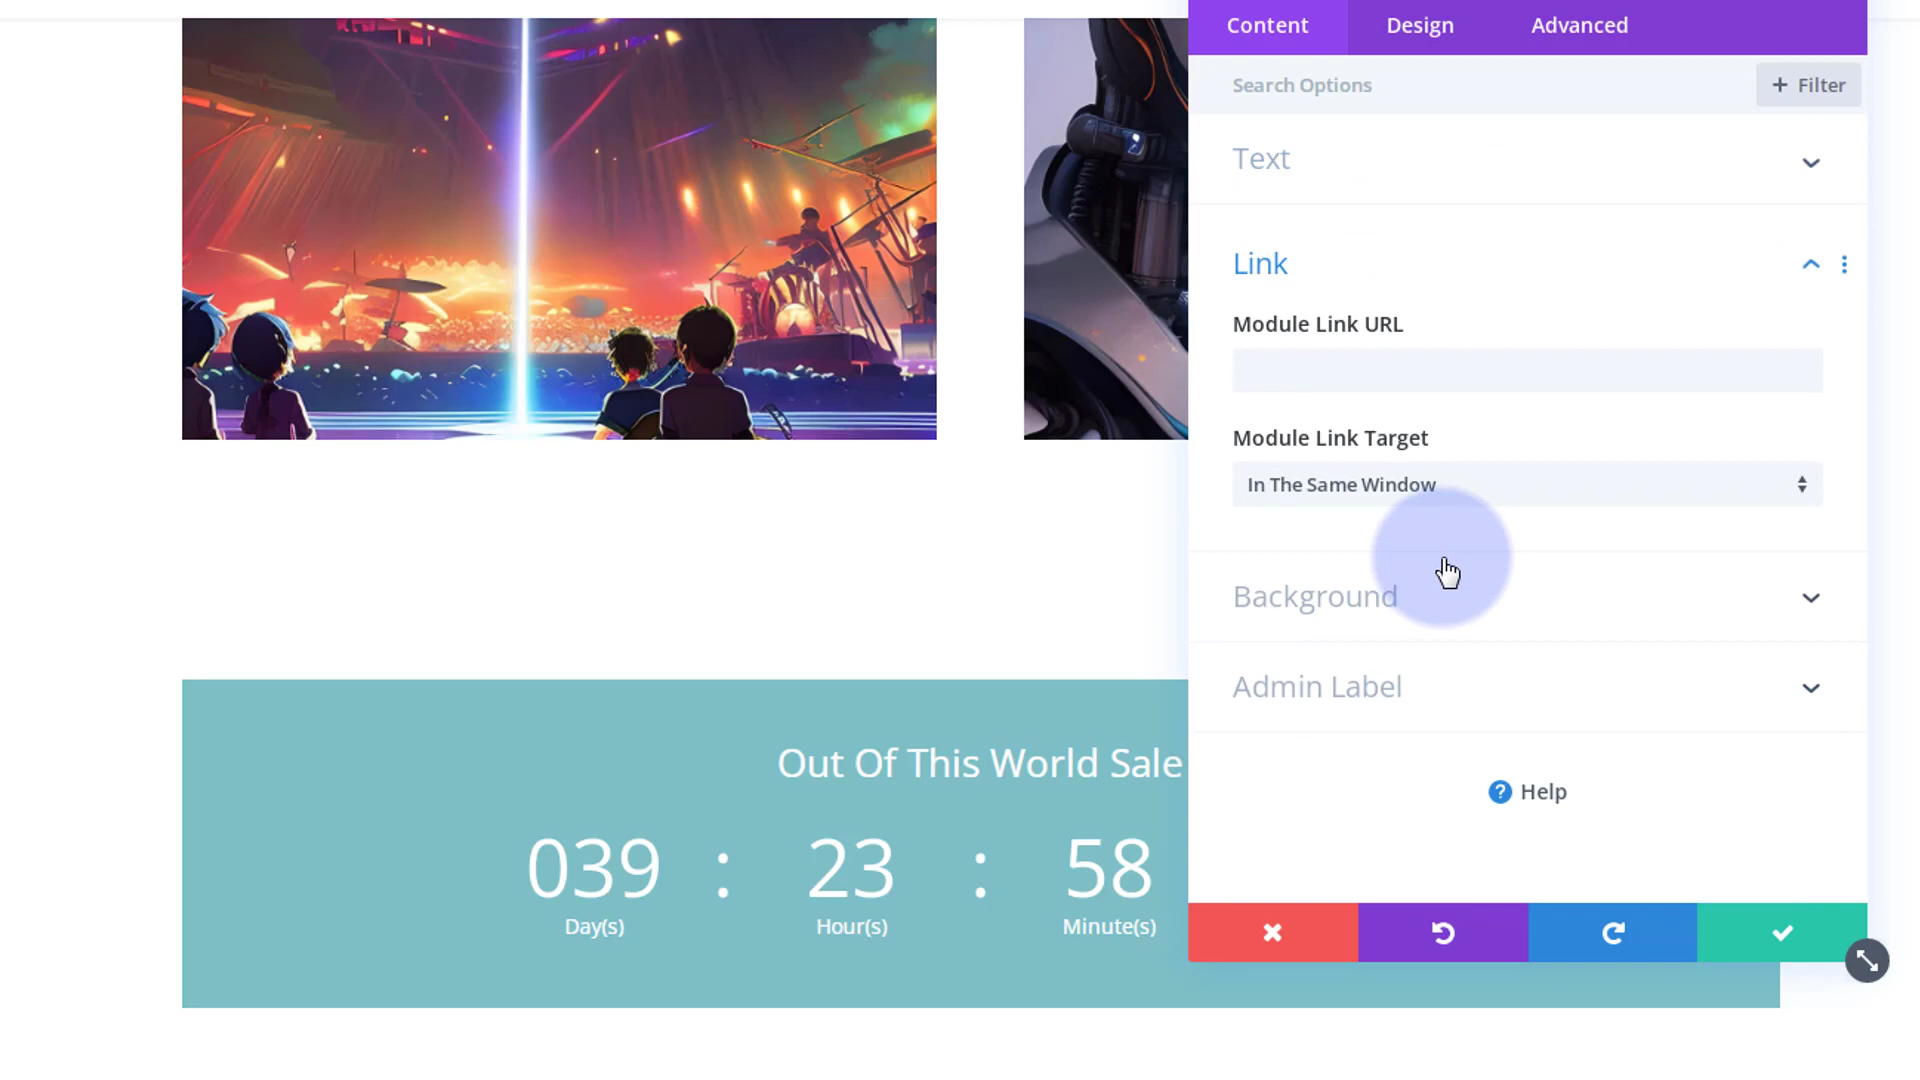 Content
Design
Advanced
Search Options
+ Filter
Text
Link
Module Link URL
Module Link Target
In The Same Window
Background
Admin Label
? Help
Out Of This World Sale
039 : 23 : 58
Day(s) Hour(s) Minute(s)